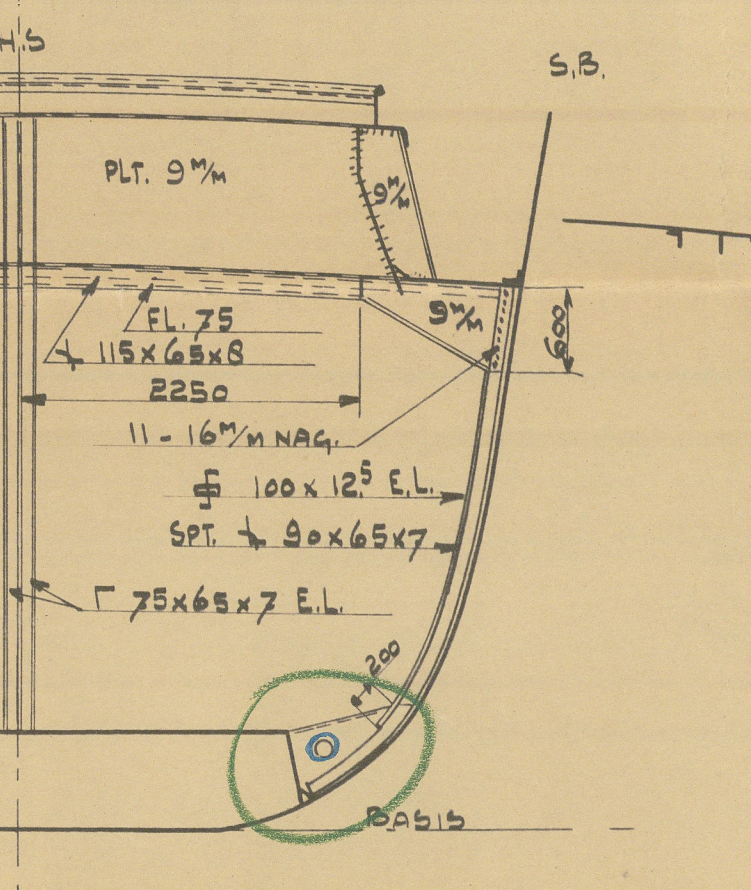 H.S
S.B.
PLT. 9 M/M
9 M/M
9 M/M
600
FL. 75
115 x 65 x 8
2250
11 - 16 M/M NAG.
100 x 12,5 E.L.
SPT. 90 x 65 x 7
75 x 65 x 7 E.L.
200
BASIS